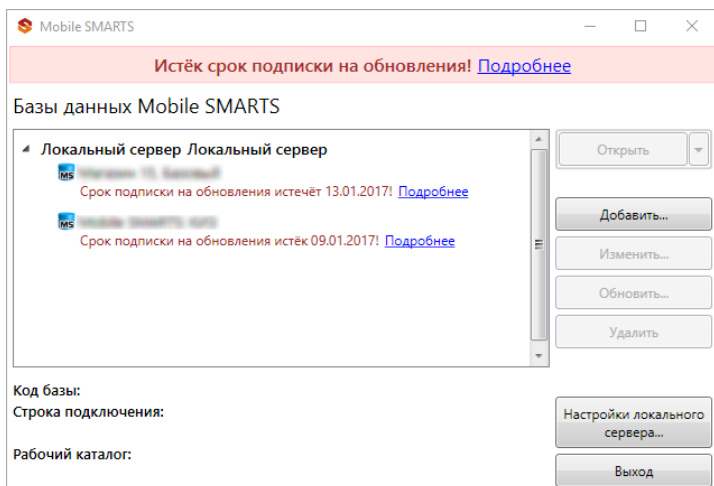 Mobile SMARTS
Истёк срок подписки на обновления! Подробнее
Базы данных Mobile SMARTS
Локальный сервер Локальный сервер
MS
Срок подписки на обновления истечёт 13.01.2017! Подробнее
MS
Срок подписки на обновления истёк 09.01.2017! Подробнее
Открыть
Добавить...
Изменить...
Обновить...
Удалить
Код базы:
Строка подключения:
Рабочий каталог:
Настройки локального
сервера...
Выход